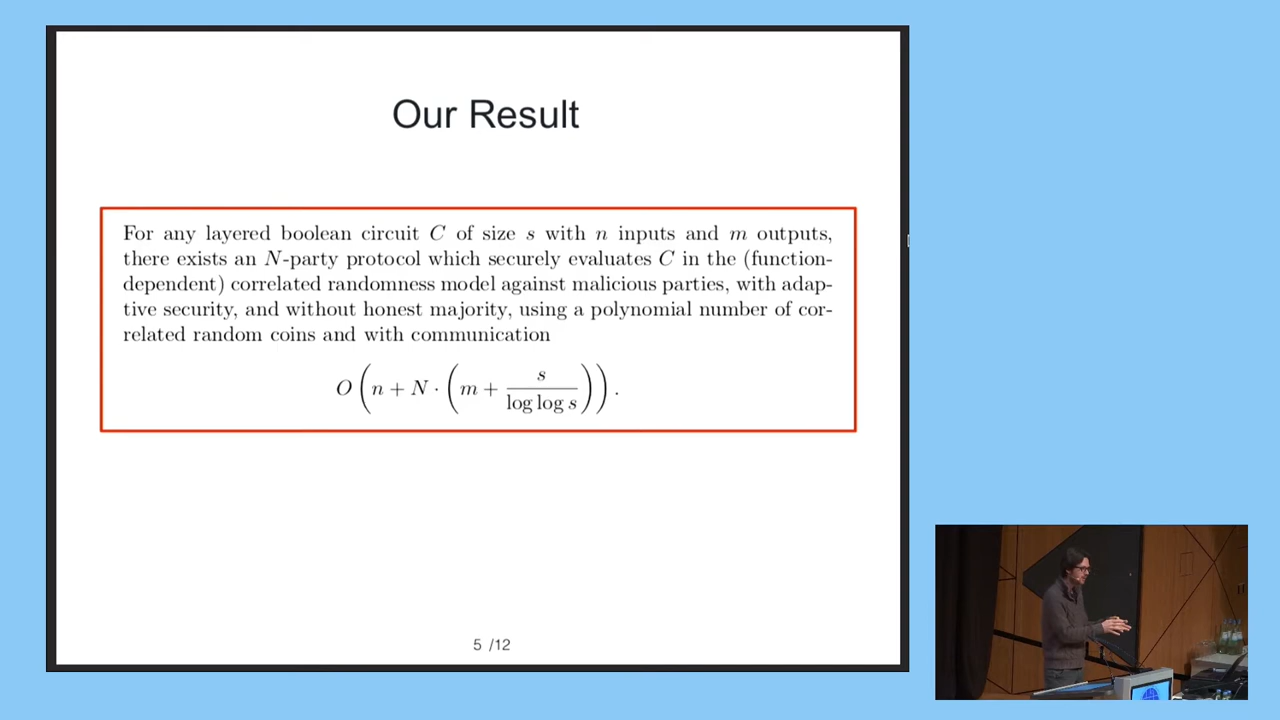 Our Result
For any layered boolean circuit C of size s with n inputs and m outputs,
there exists an N-party protocol which securely evaluates C in the (function-
dependent) correlated randomness model against malicious parties, with adap-
tive security, and without honest majority, using a polynomial number of cor-
related random coins and with communication
O(n + N · (m + s / log log s)).
5 /12